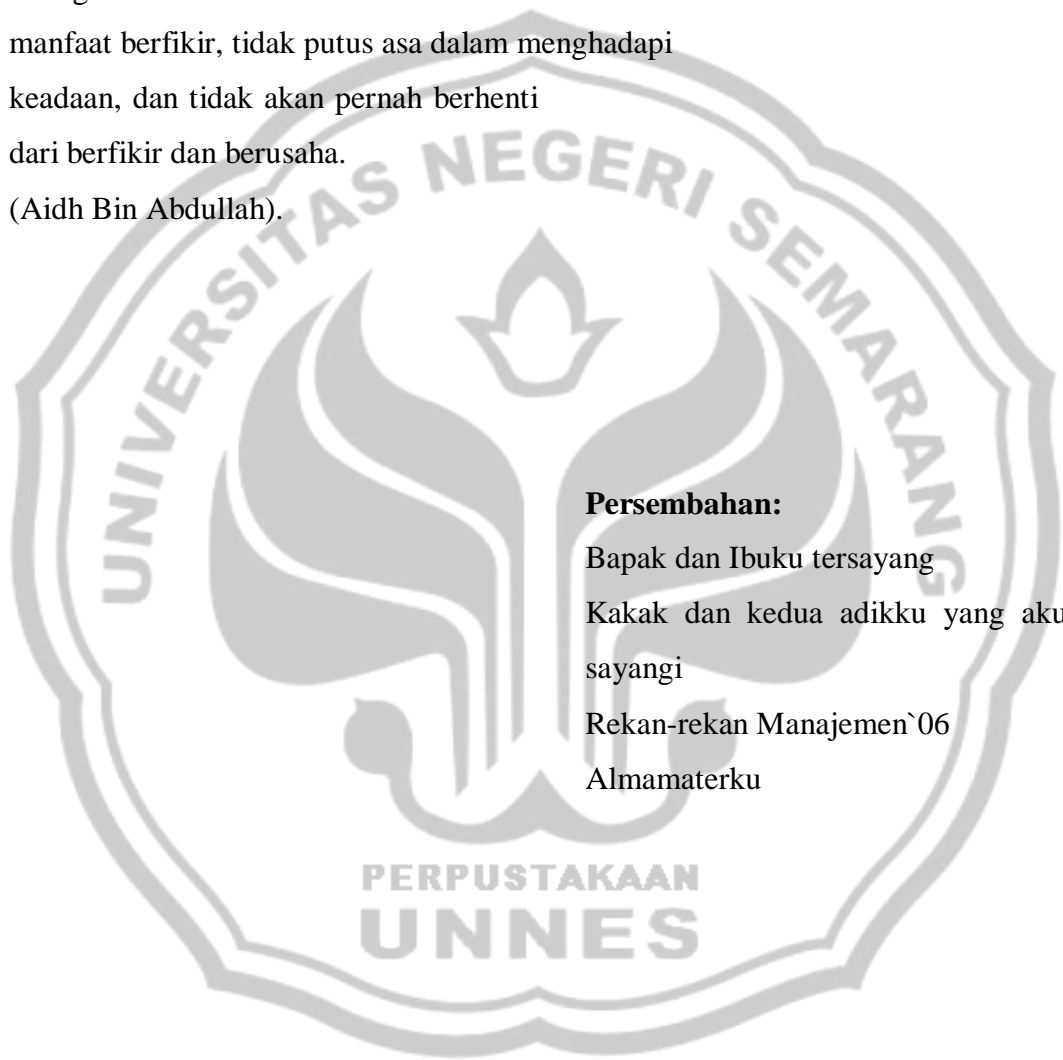 manfaat berfikir, tidak putus asa dalam menghadapi
keadaan, dan tidak akan pernah berhenti
dari berfikir dan berusaha.
(Aidh Bin Abdullah).
UNIVERSITAS NEGERI SEMARANG
Persembahan:
Bapak dan Ibuku tersayang
Kakak dan kedua adikku yang aku
sayangi
Rekan-rekan Manajemen`06
Almamaterku
PERPUSTAKAAN
UNNES